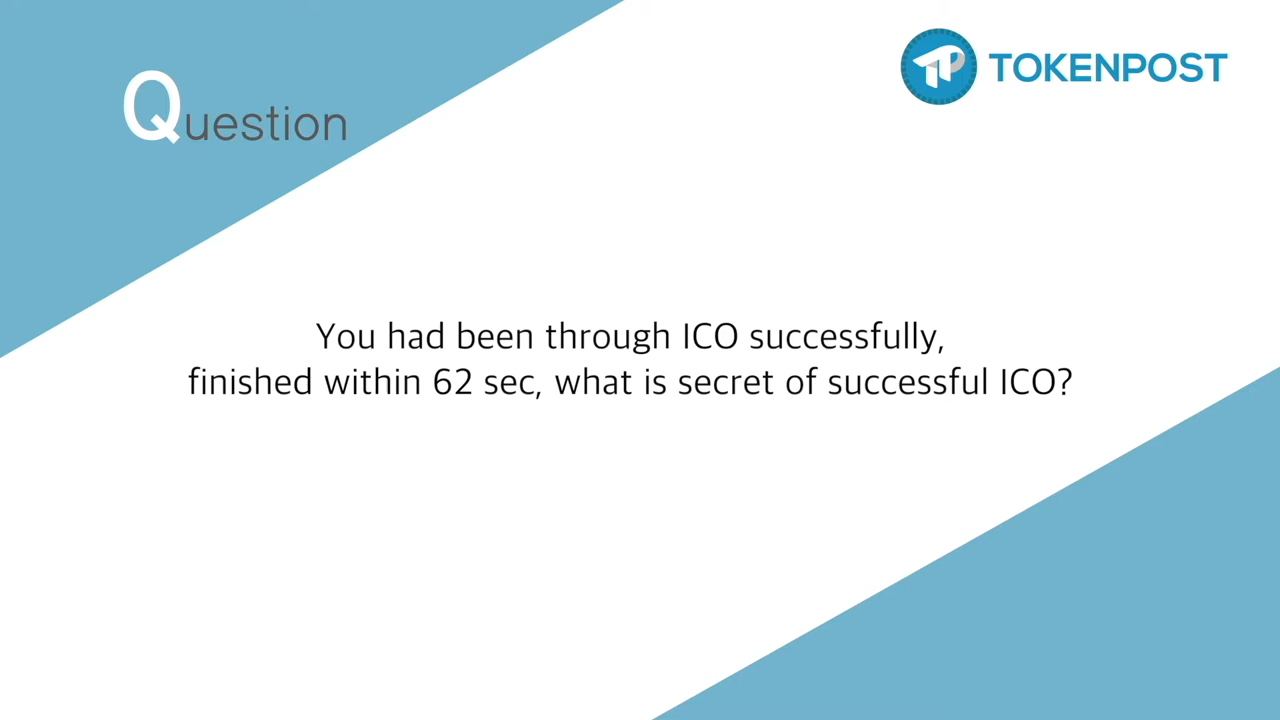 Question
TOKENPOST
You had been through ICO successfully,
finished within 62 sec, what is secret of successful ICO?